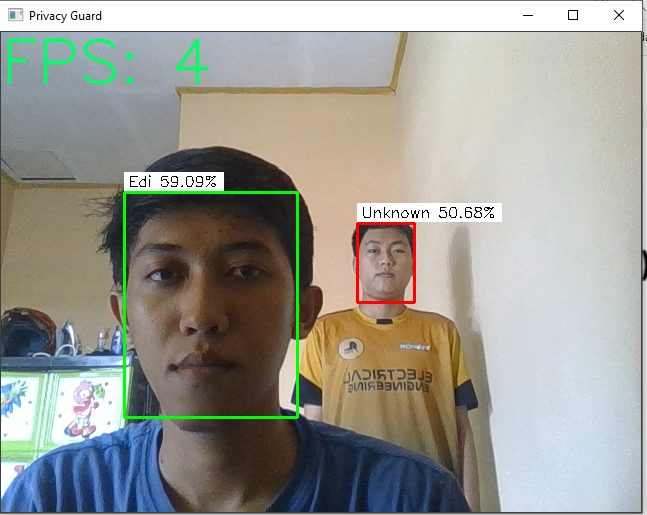 Privacy Guard
FPS: 4
Edi 59.09%
Unknown 50.68%
ELECTRICAL
ENGINEERING